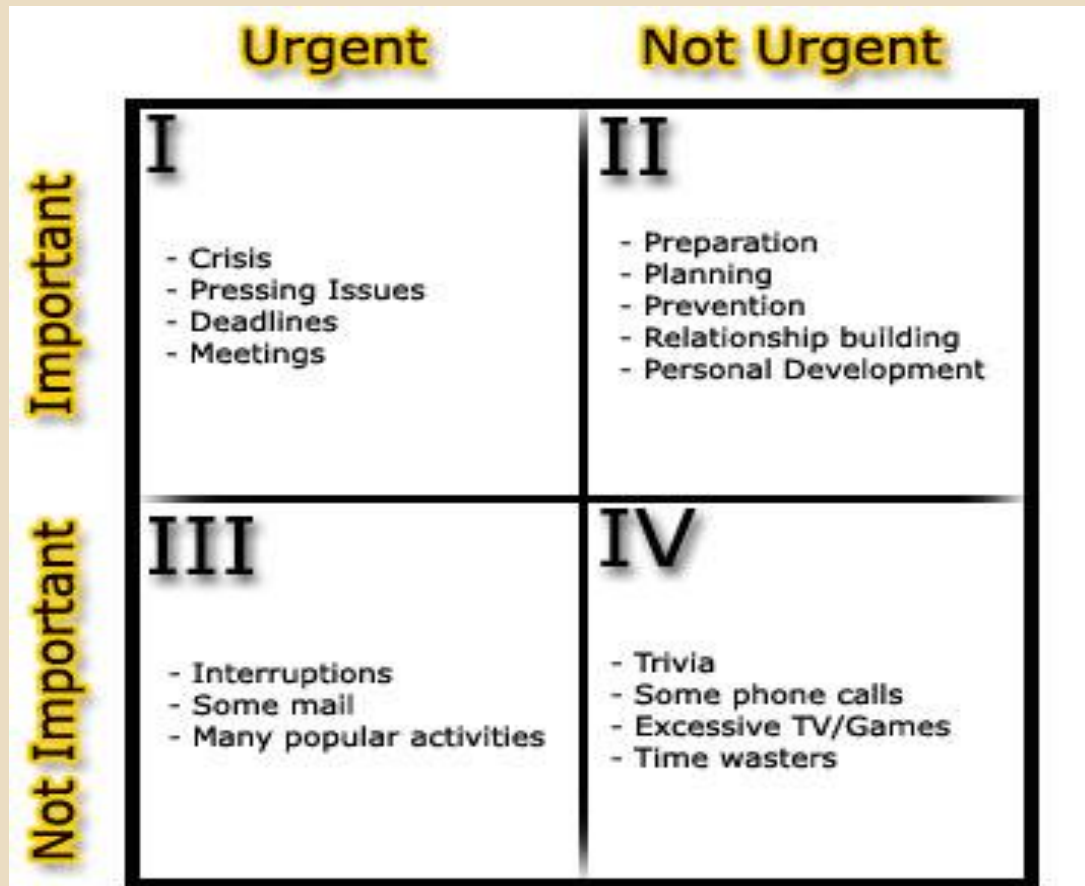 Urgent
Not Urgent
Important
I
- Crisis
- Pressing Issues
- Deadlines
- Meetings
II
- Preparation
- Planning
- Prevention
- Relationship building
- Personal Development
Not Important
III
- Interruptions
- Some mail
- Many popular activities
IV
- Trivia
- Some phone calls
- Excessive TV/Games
- Time wasters